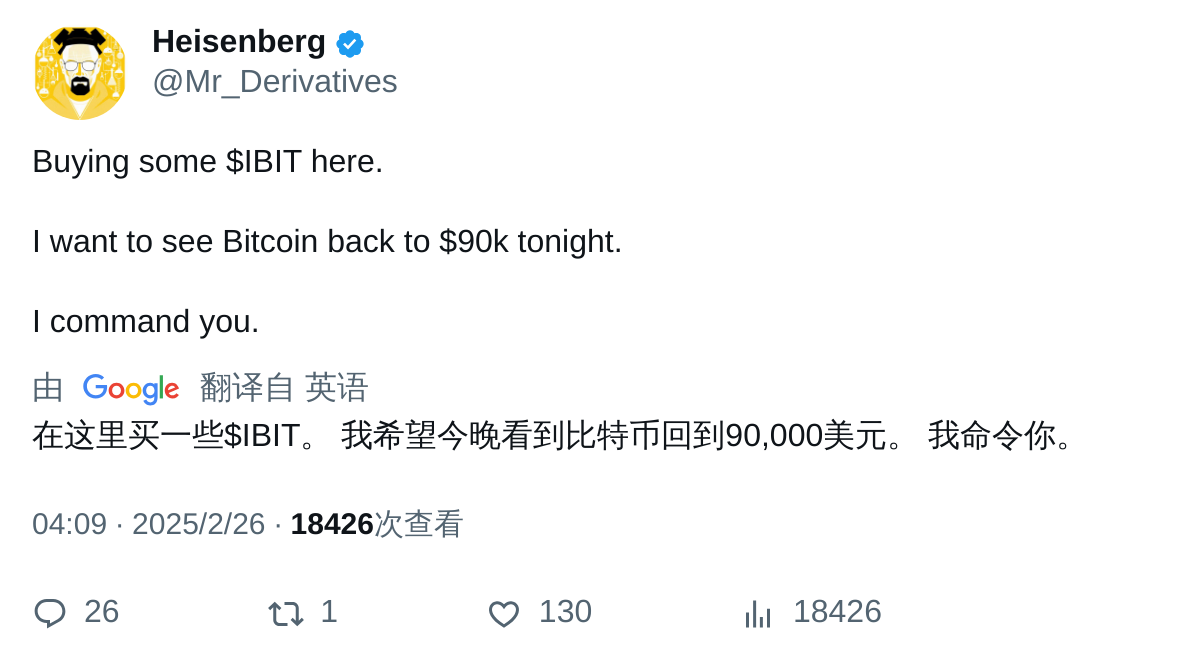 Heisenberg
@Mr_Derivatives
Buying some $IBIT here.
I want to see Bitcoin back to $90k tonight.
I command you.
由 Google 翻译自 英语
在这里买一些$IBIT。 我希望今晚看到比特币回到90,000美元。 我命令你。
04:09 · 2025/2/26 · 18426次查看
26 1 130 18426